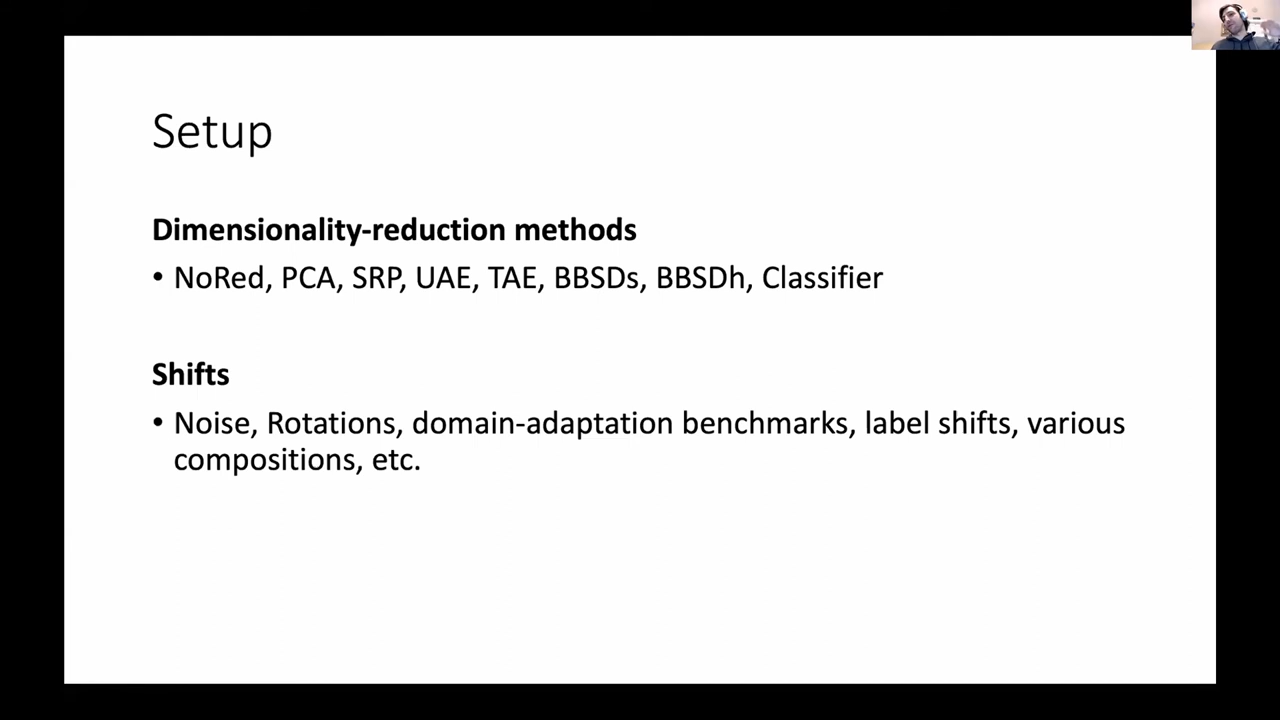 Setup
Dimensionality-reduction methods
• NoRed, PCA, SRP, UAE, TAE, BBSDs, BBSDh, Classifier
Shifts
• Noise, Rotations, domain-adaptation benchmarks, label shifts, various
compositions, etc.